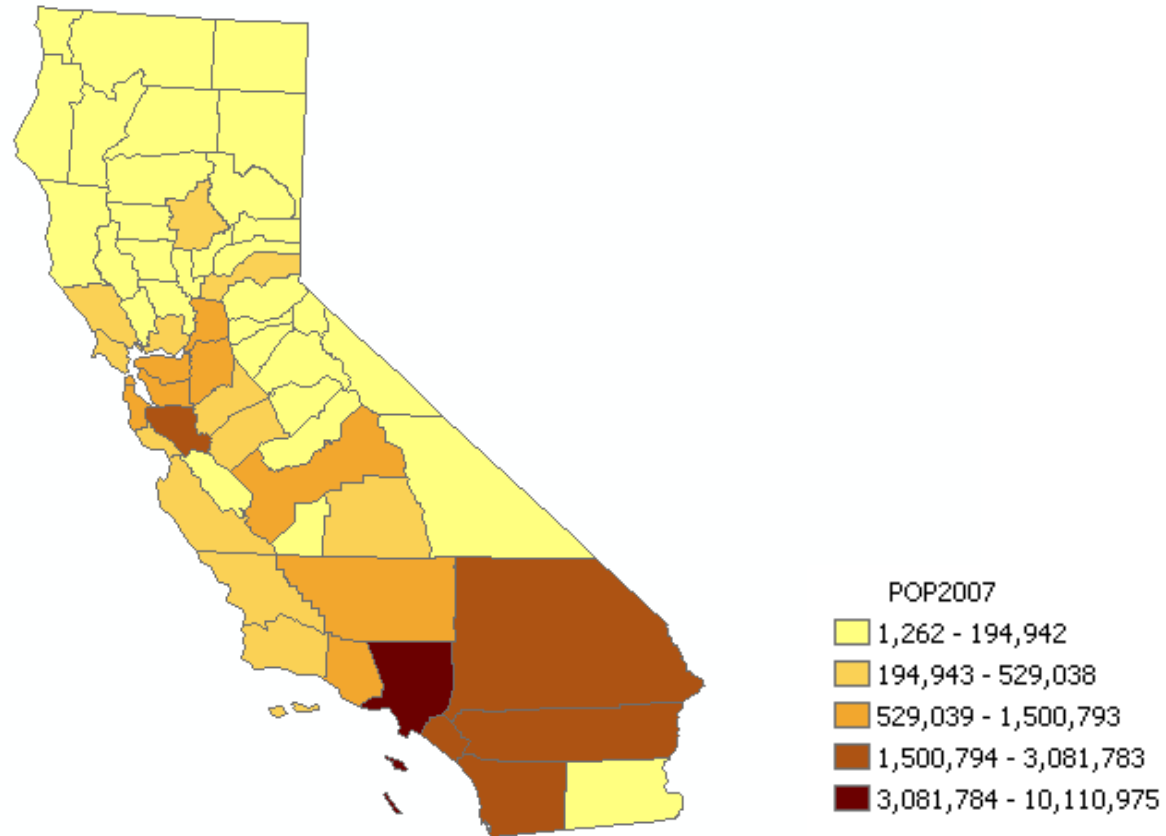 POP2007
1,262 - 194,942
194,943 - 529,038
529,039 - 1,500,793
1,500,794 - 3,081,783
3,081,784 - 10,110,975